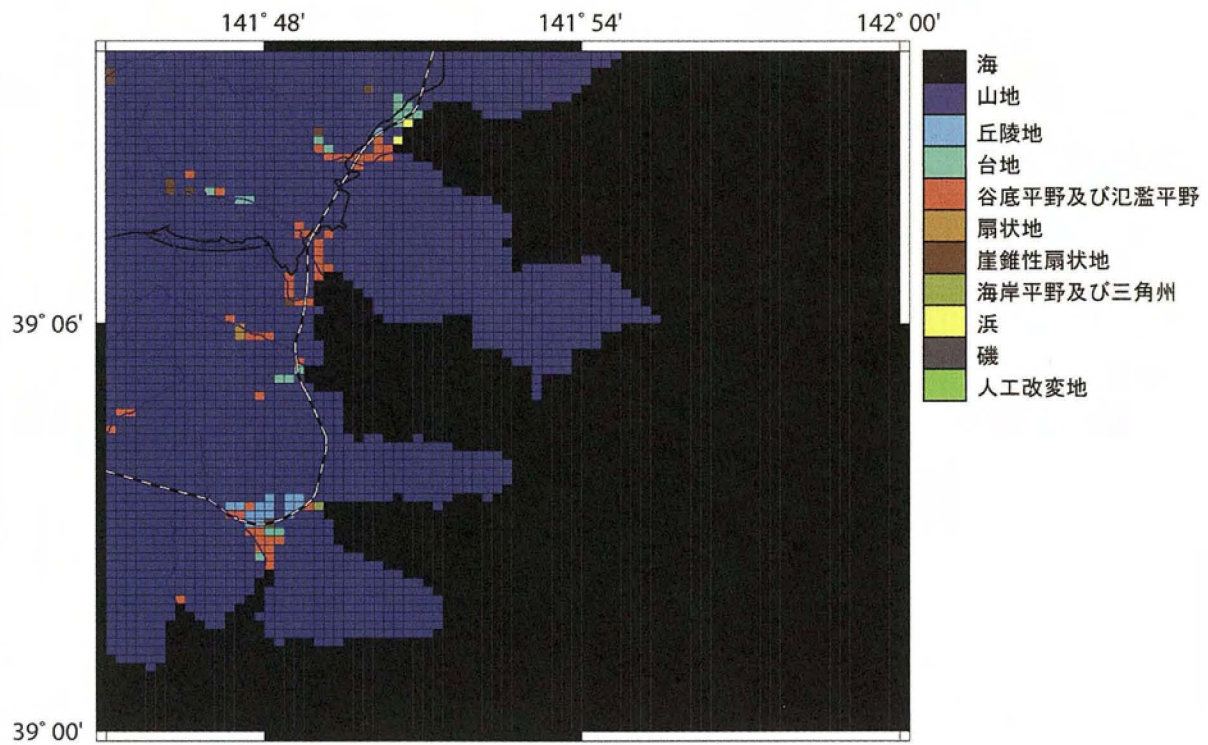 141° 48'
141° 54'
142° 00'
39° 06'
39° 00'
海
山地
丘陵地
台地
谷底平野及び氾濫平野
扇状地
崖錐性扇状地
海岸平野及び三角州
浜
磯
人工改変地